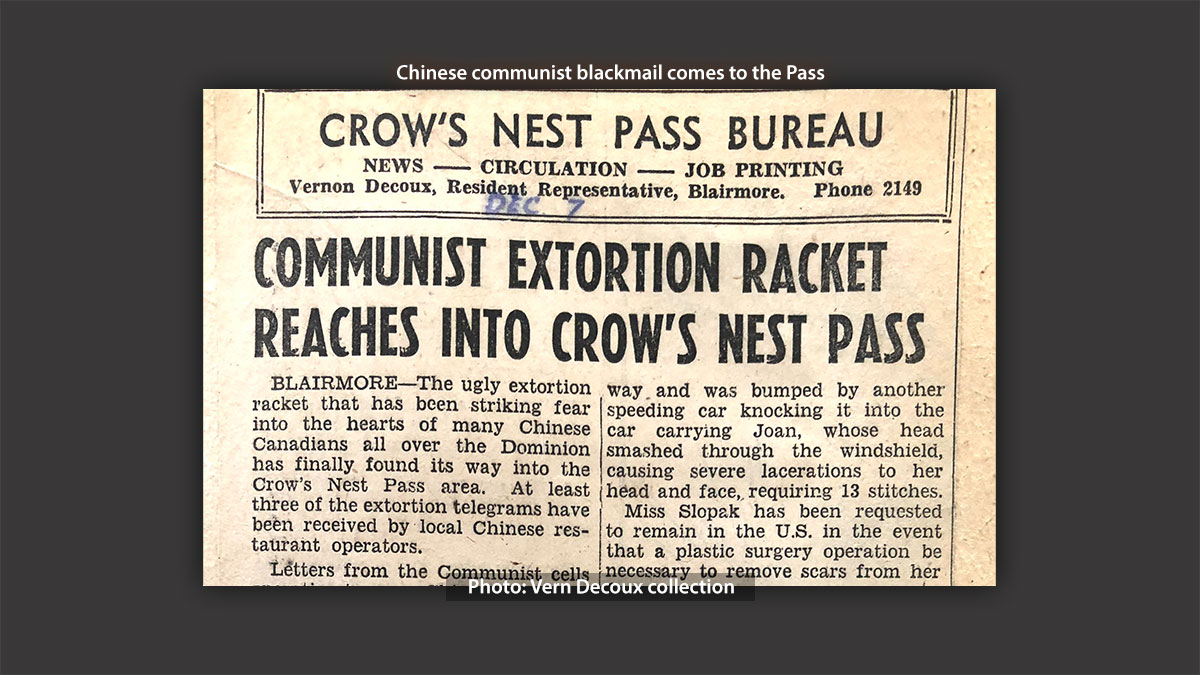 Chinese communist blackmail comes to the Pass
CROW'S NEST PASS BUREAU
NEWS — CIRCULATION — JOB PRINTING
Vernon Decoux, Resident Representative, Blairmore. Phone 2149
DEC 7
COMMUNIST EXTORTION RACKET
REACHES INTO CROW'S NEST PASS
BLAIRMORE—The ugly extortion
racket that has been striking fear
into the hearts of many Chinese
Canadians all over the Dominion
has finally found its way into the
Crow's Nest Pass area. At least
three of the extortion telegrams have
been received by local Chinese res-
taurant operators.
Letters from the Communist cells
way and was bumped by another
speeding car knocking it into the
car carrying Joan, whose head
smashed through the windshield,
causing severe lacerations to her
head and face, requiring 13 stitches.
Miss Slopak has been requested
to remain in the U.S. in the event
that a plastic surgery operation be
necessary to remove scars from her
Photo: Vern Decoux collection